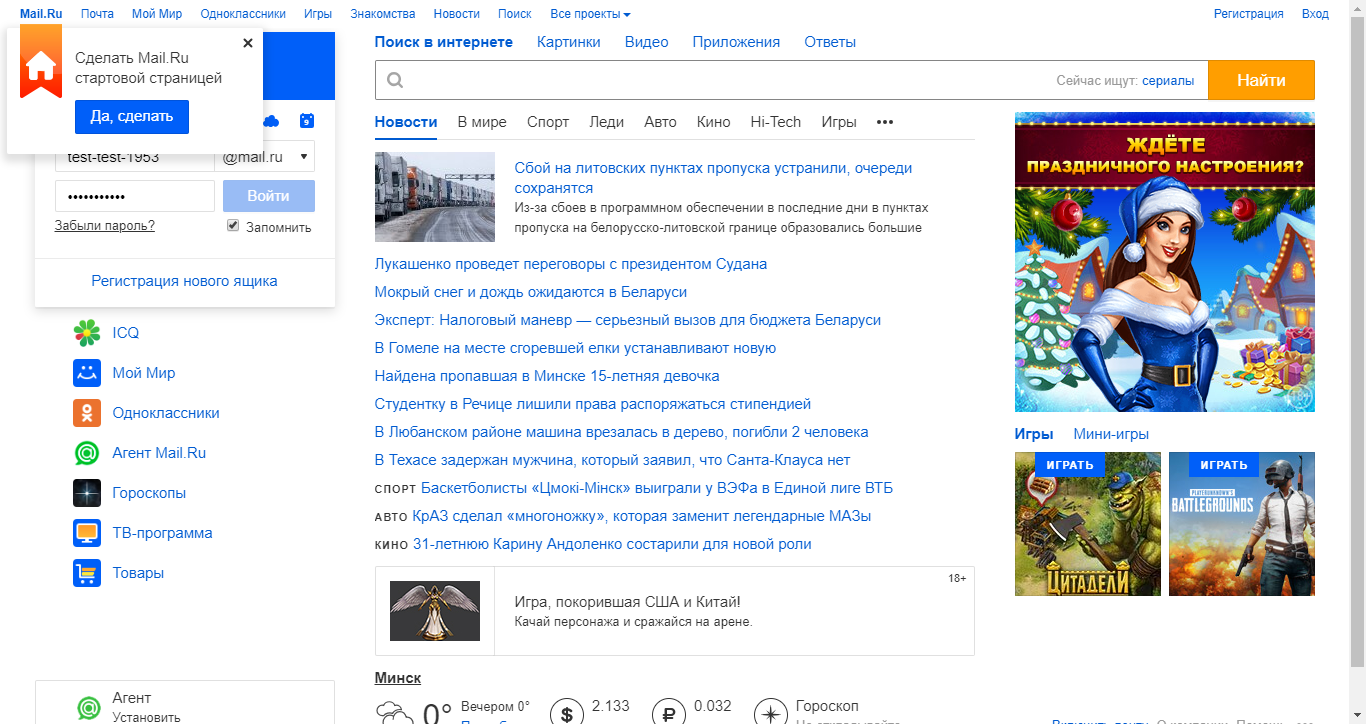 Mail.Ru Почта Мой Мир Одноклассники Игры Знакомства Новости Поиск Все проекты Регистрация Вход
Сделать Mail.Ru
стартовой страницей
Да, сделать
9
test-test-1953 @mail.ru
Войти
Забыли пароль? Запомнить
Регистрация нового ящика
ICQ
Мой Мир
Одноклассники
Агент Mail.Ru
Гороскопы
ТВ-программа
Товары
Агент
Установить
Поиск в интернете Картинки Видео Приложения Ответы
Сейчас ищут: сериалы Найти
Новости В мире Спорт Леди Авто Кино Hi-Tech Игры
Сбой на литовских пунктах пропуска устранили, очереди
сохранятся
Из-за сбоев в программном обеспечении в последние дни в пунктах
пропуска на белорусско-литовской границе образовались большие
Лукашенко проведет переговоры с президентом Судана
Мокрый снег и дождь ожидаются в Беларуси
Эксперт: Налоговый маневр — серьезный вызов для бюджета Беларуси
В Гомеле на месте сгоревшей елки устанавливают новую
Найдена пропавшая в Минске 15-летняя девочка
Студентку в Речице лишили права распоряжаться стипендией
В Любанском районе машина врезалась в дерево, погибли 2 человека
В Техасе задержан мужчина, который заявил, что Санта-Клауса нет
СПОРТ Баскетболисты «Цмокі-Мінск» выиграли у ВЭФа в Единой лиге ВТБ
АВТО КрАЗ сделал «многоножку», которая заменит легендарные МАЗы
КИНО 31-летнюю Карину Андоленко состарили для новой роли
18+
Игра, покорившая США и Китай!
Качай персонажа и сражайся на арене.
Минск
0° Вечером 0° $ 2.133 ₽ 0.032 Гороскоп
ЖДЁТЕ
ПРАЗДНИЧНОГО НАСТРОЕНИЯ?
18+
Игры Мини-игры
ИГРАТЬ ИГРАТЬ
PLAYERUNKNOWN'S
BATTLEGROUNDS
ЦИТАДЕЛИ